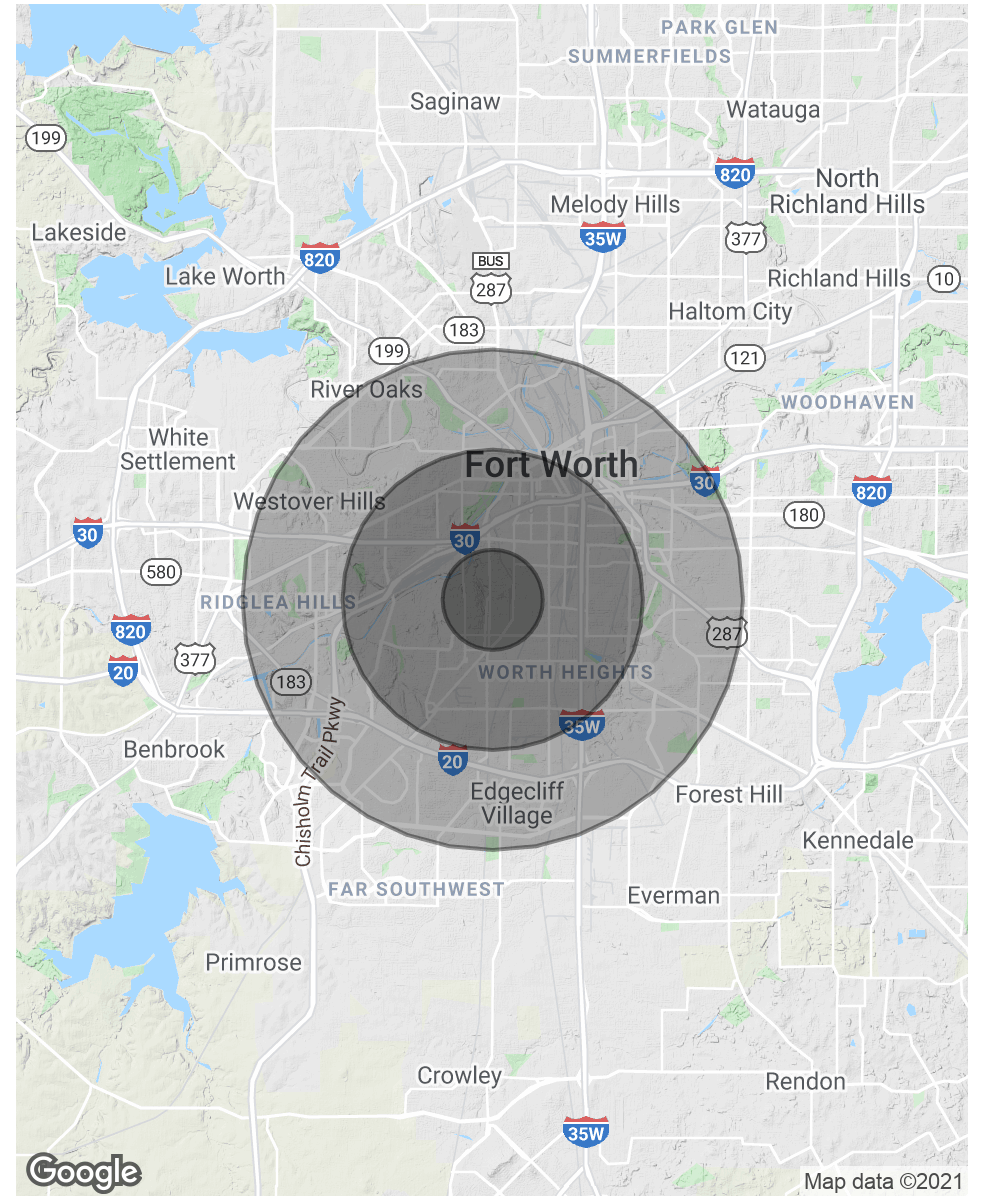 PARK GLEN
SUMMERFIELDS
Saginaw
Watauga
199
820
North
Richland Hills
Melody Hills
Lakeside
35W
377
820
BUS
287
Lake Worth
Richland Hills
10
Haltom City
183
199
121
River Oaks
WOODHAVEN
White
Settlement
Fort Worth
30
820
Westover Hills
180
30
30
580
RIDGLEA HILLS
820
287
377
20
WORTH HEIGHTS
183
35W
Chisholm Trail Pkwy
Benbrook
20
Edgecliff
Village
Forest Hill
Kennedale
FAR SOUTHWEST
Everman
Primrose
Crowley
Rendon
35W
Google
Map data ©2021